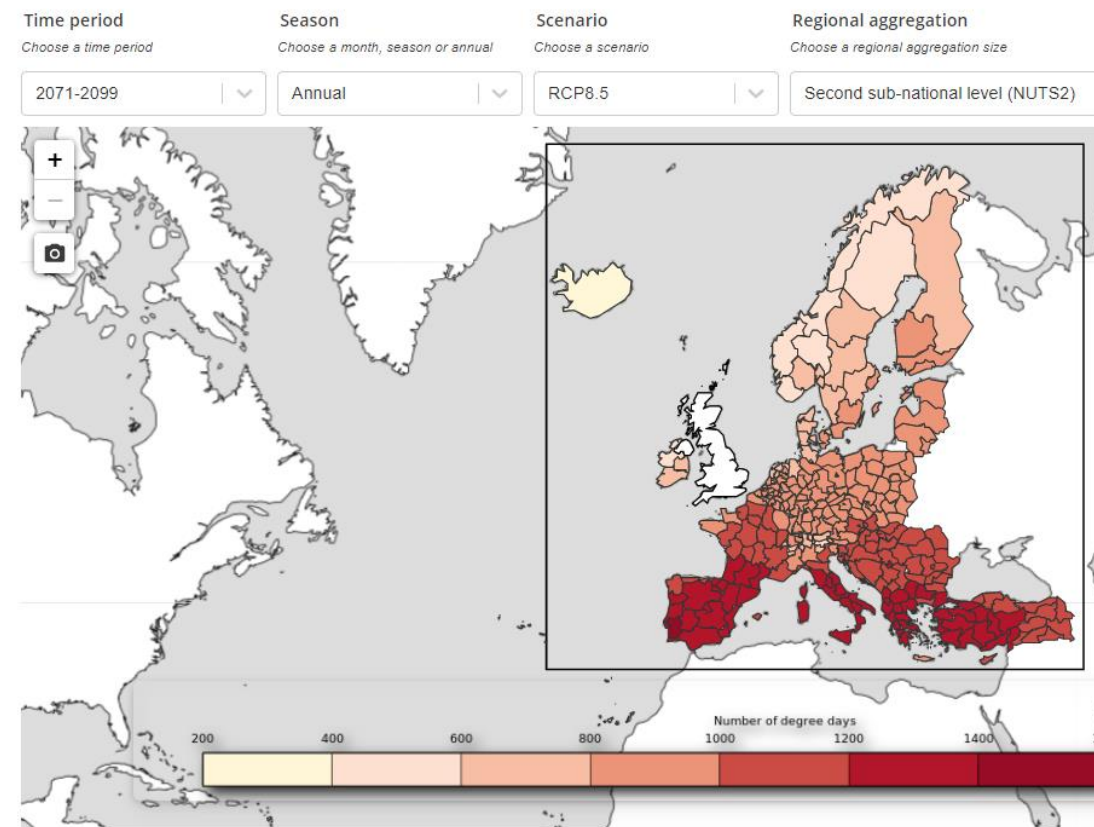 Time period Season Scenario Regional aggregation
Choose a time period Choose a month, season or annual Choose a scenario Choose a regional aggregation size
2071-2099 Annual RCP8.5 Second sub-national level (NUTS2)
+
−
Number of degree days
200 400 600 800 1000 1200 1400